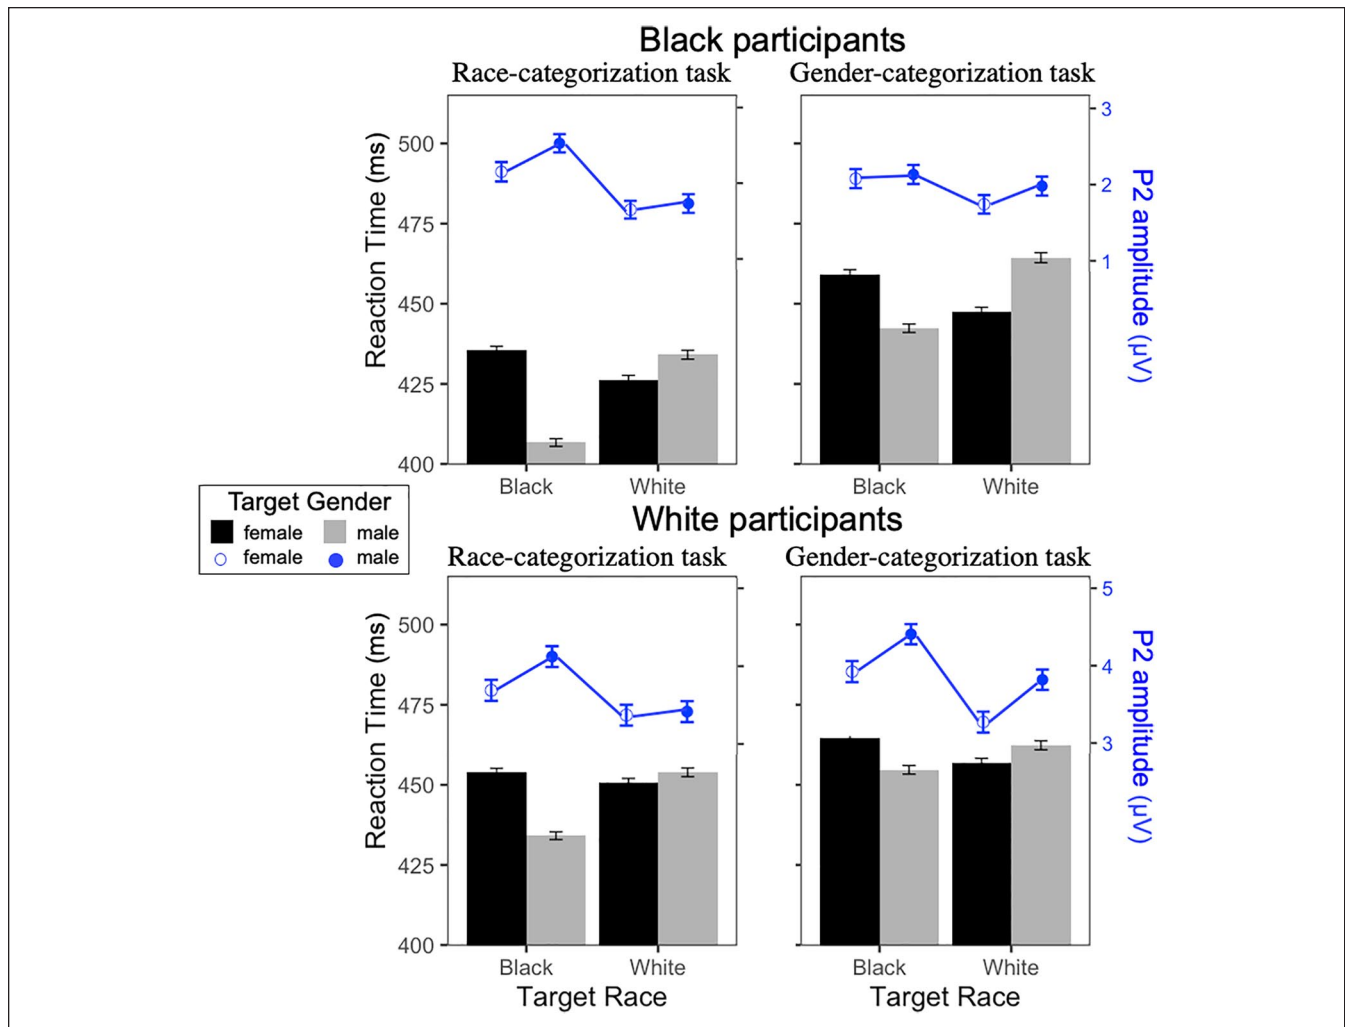 Black participants
Race-categorization task
Gender-categorization task
Reaction Time (ms)
500
475
450
425
400
3
2
1
P2 amplitude (μV)
Black
White
Black
White
Target Gender
female male
female male
White participants
Race-categorization task
Gender-categorization task
Reaction Time (ms)
500
475
450
425
400
5
4
3
P2 amplitude (μV)
Black
White
Black
White
Target Race
Target Race